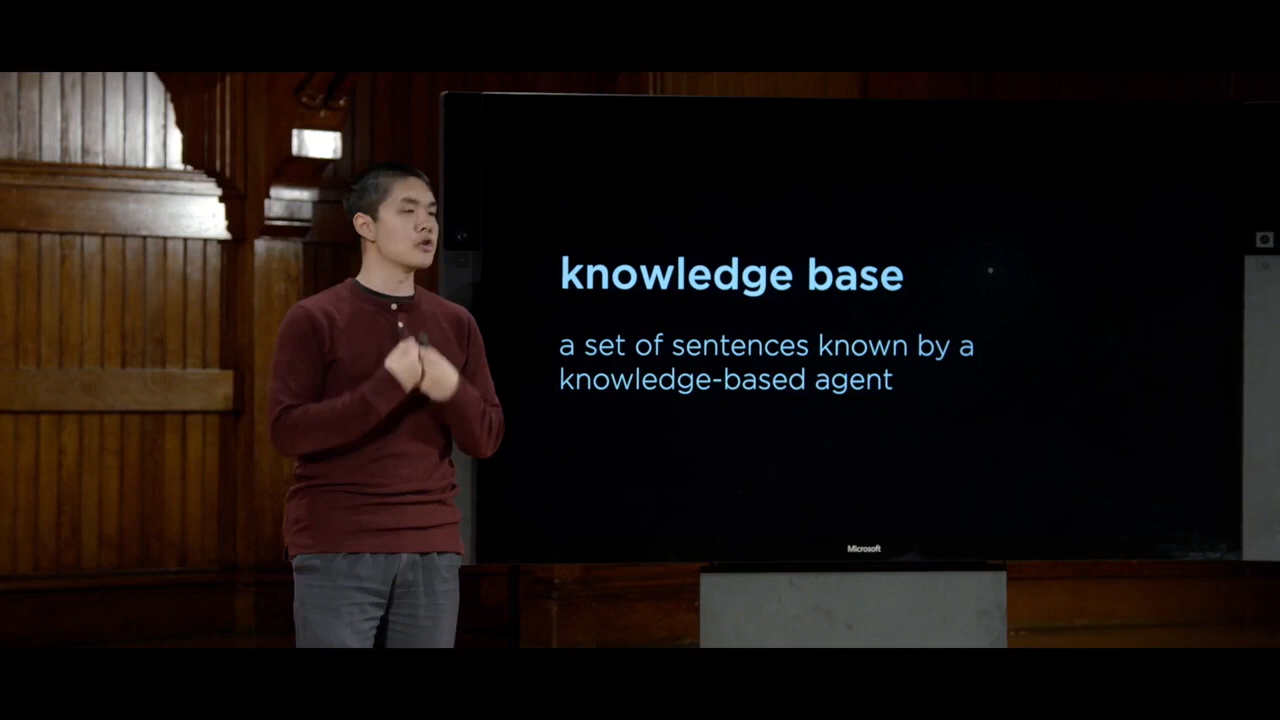 knowledge base
a set of sentences known by a
knowledge-based agent
Microsoft